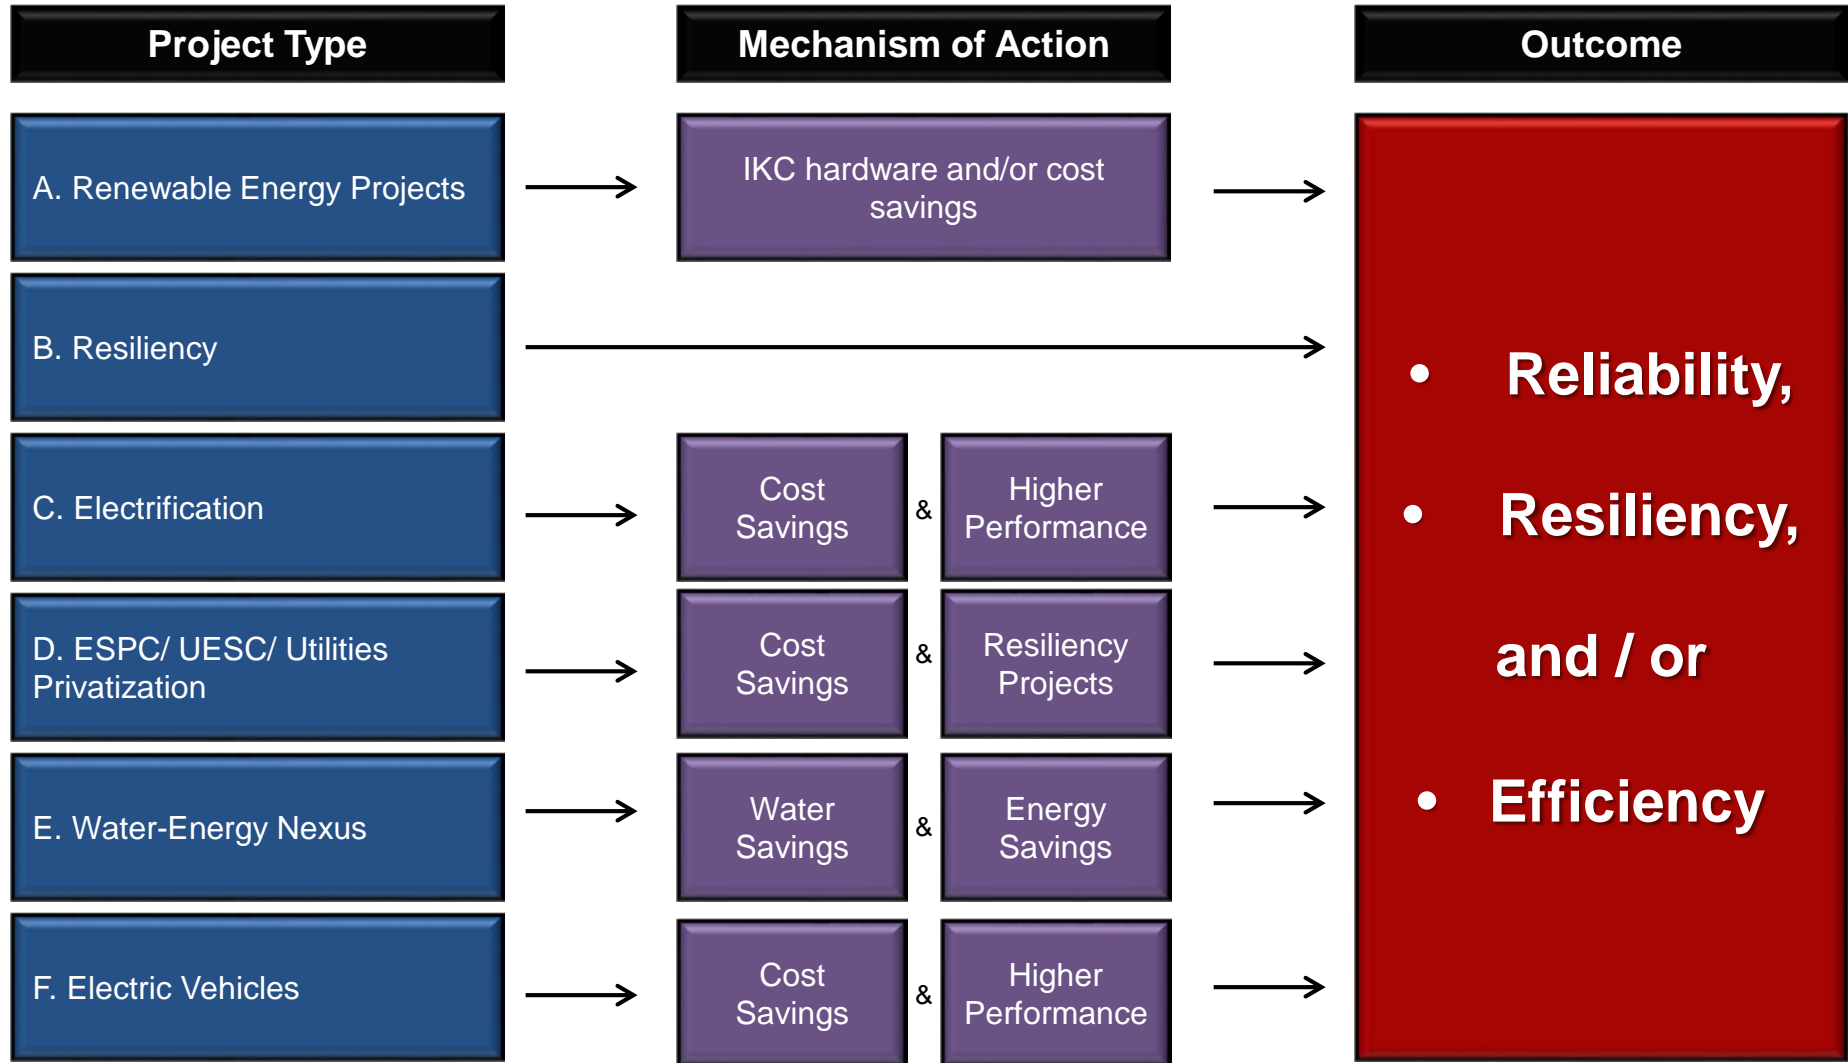 Project Type
Mechanism of Action
Outcome
A. Renewable Energy Projects
IKC hardware and/or cost
savings
B. Resiliency
C. Electrification
Cost
Savings
&
Higher
Performance
D. ESPC/ UESC/ Utilities
Privatization
Cost
Savings
&
Resiliency
Projects
E. Water-Energy Nexus
Water
Savings
&
Energy
Savings
F. Electric Vehicles
Cost
Savings
&
Higher
Performance
• Reliability,
• Resiliency,
and / or
• Efficiency